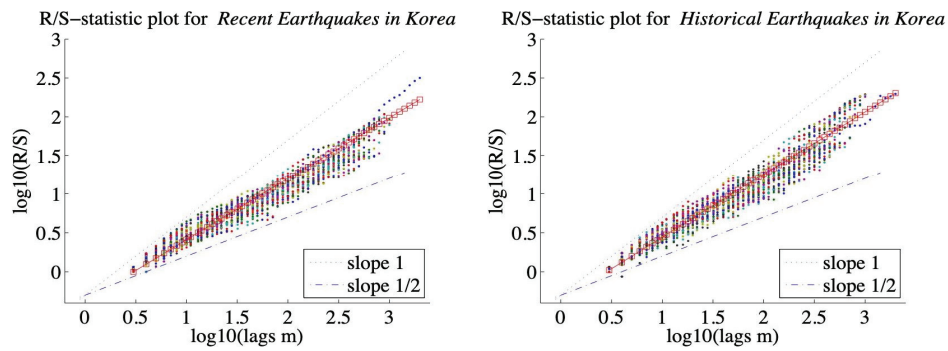 R/S−statistic plot for Recent Earthquakes in Korea
3
2.5
2
1.5
1
0.5
0
log10(R/S)
0 0.5 1 1.5 2 2.5 3
log10(lags m)
slope 1
slope 1/2
R/S−statistic plot for Historical Earthquakes in Korea
3
2.5
2
1.5
1
0.5
0
log10(R/S)
0 0.5 1 1.5 2 2.5 3
log10(lags m)
slope 1
slope 1/2